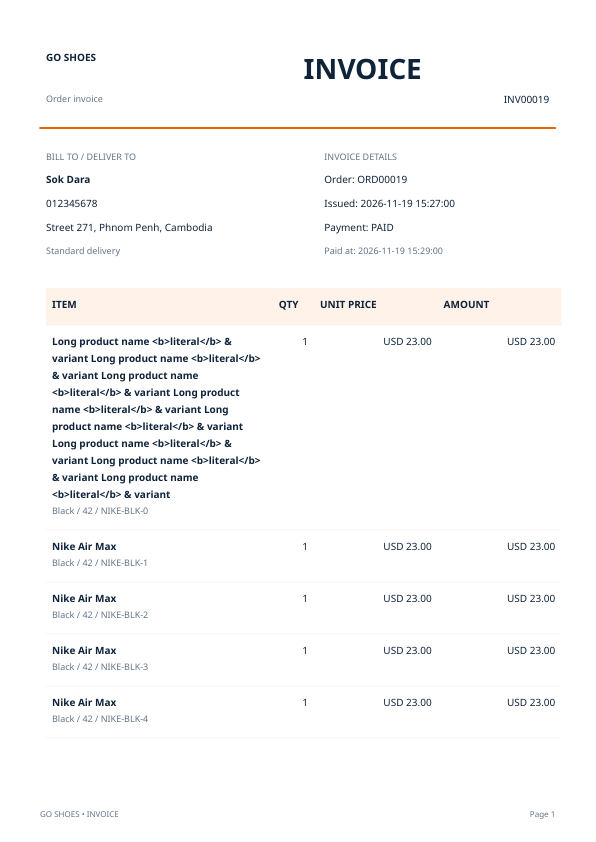 GO SHOES
INVOICE
Order invoice
INV00019
BILL TO / DELIVER TO
INVOICE DETAILS
Sok Dara
Order: ORD00019
012345678
Issued: 2026-11-19 15:27:00
Street 271, Phnom Penh, Cambodia
Payment: PAID
Standard delivery
Paid at: 2026-11-19 15:29:00
ITEM QTY UNIT PRICE AMOUNT
Long product name <b>literal</b> & 1 USD 23.00 USD 23.00
variant Long product name <b>literal</b>
& variant Long product name
<b>literal</b> & variant Long product
name <b>literal</b> & variant Long
product name <b>literal</b> & variant
Long product name <b>literal</b> &
variant Long product name <b>literal</b>
& variant Long product name
<b>literal</b> & variant
Black / 42 / NIKE-BLK-0
Nike Air Max 1 USD 23.00 USD 23.00
Black / 42 / NIKE-BLK-1
Nike Air Max 1 USD 23.00 USD 23.00
Black / 42 / NIKE-BLK-2
Nike Air Max 1 USD 23.00 USD 23.00
Black / 42 / NIKE-BLK-3
Nike Air Max 1 USD 23.00 USD 23.00
Black / 42 / NIKE-BLK-4
GO SHOES • INVOICE
Page 1